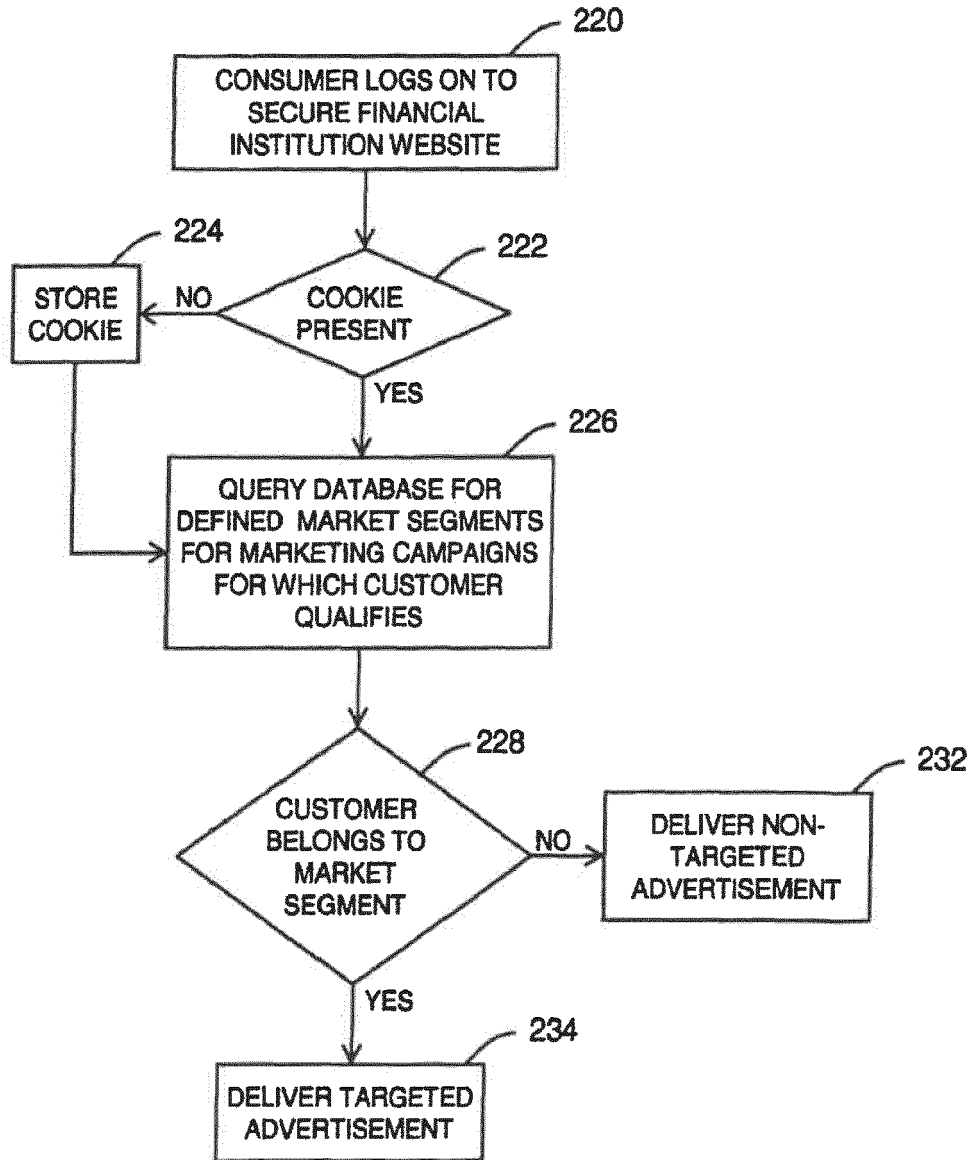 220
CONSUMER LOGS ON TO
SECURE FINANCIAL
INSTITUTION WEBSITE
224
222
STORE
COOKIE
NO
COOKIE
PRESENT
YES
226
QUERY DATABASE FOR
DEFINED MARKET SEGMENTS
FOR MARKETING CAMPAIGNS
FOR WHICH CUSTOMER
QUALIFIES
228
CUSTOMER
BELONGS TO
MARKET
SEGMENT
NO
232
DELIVER NON-
TARGETED
ADVERTISEMENT
YES
234
DELIVER TARGETED
ADVERTISEMENT